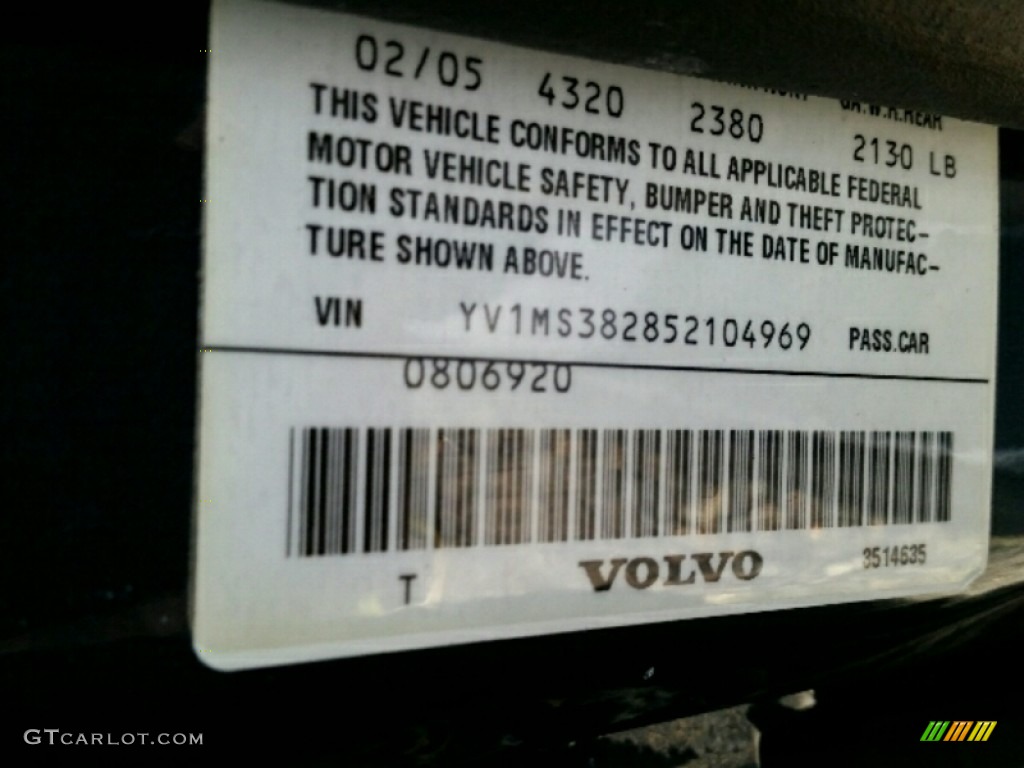 GA.W.R.REAR
02/05 4320 2380 2130 LB
THIS VEHICLE CONFORMS TO ALL APPLICABLE FEDERAL
MOTOR VEHICLE SAFETY, BUMPER AND THEFT PROTEC-
TION STANDARDS IN EFFECT ON THE DATE OF MANUFAC-
TURE SHOWN ABOVE.
VIN YV1MS382852104969 PASS.CAR
0806920
T VOLVO 3514635
GTCARLOT.COM